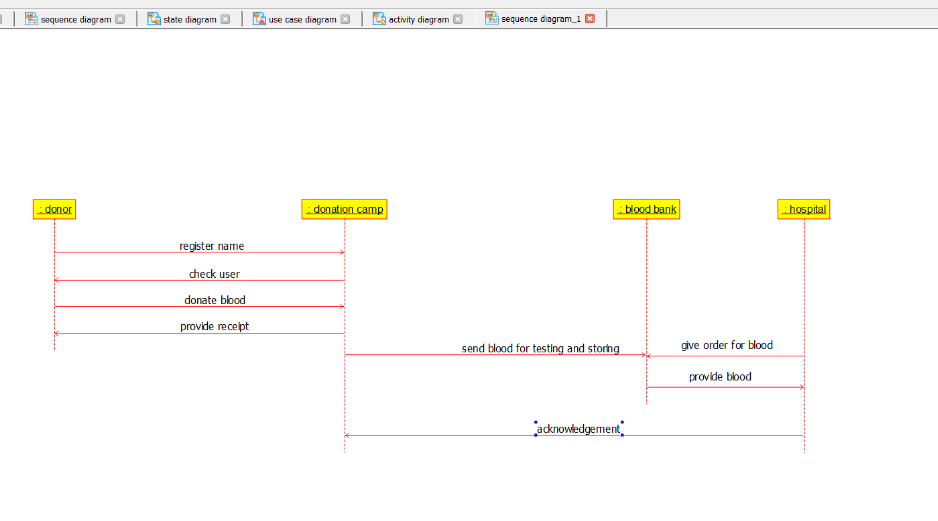 sequence diagram
state diagram
use case diagram
activity diagram
sequence diagram_1
: donor
: donation camp
: blood bank
: hospital
register name
check user
donate blood
provide receipt
send blood for testing and storing
give order for blood
provide blood
acknowledgement